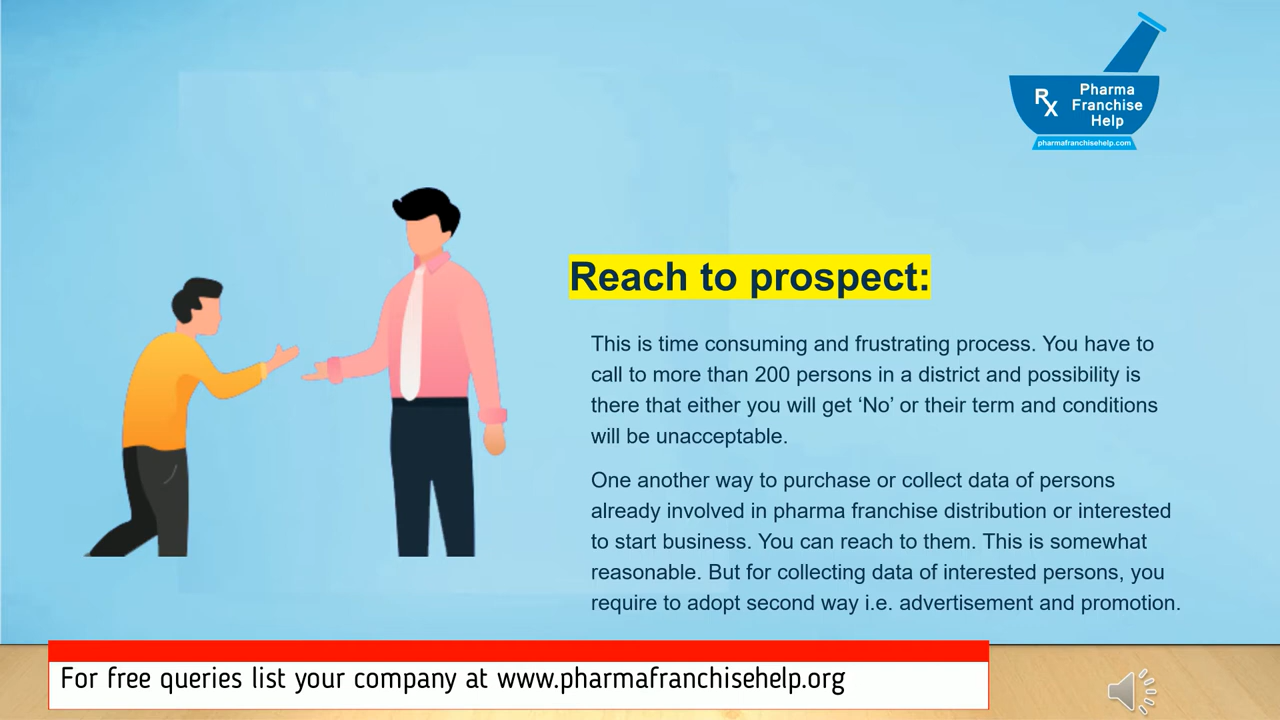 Rx
Pharma
Franchise
Help
pharmafranchisehelp.com
Reach to prospect:
This is time consuming and frustrating process. You have to
call to more than 200 persons in a district and possibility is
there that either you will get ‘No’ or their term and conditions
will be unacceptable.
One another way to purchase or collect data of persons
already involved in pharma franchise distribution or interested
to start business. You can reach to them. This is somewhat
reasonable. But for collecting data of interested persons, you
require to adopt second way i.e. advertisement and promotion.
For free queries list your company at www.pharmafranchisehelp.org